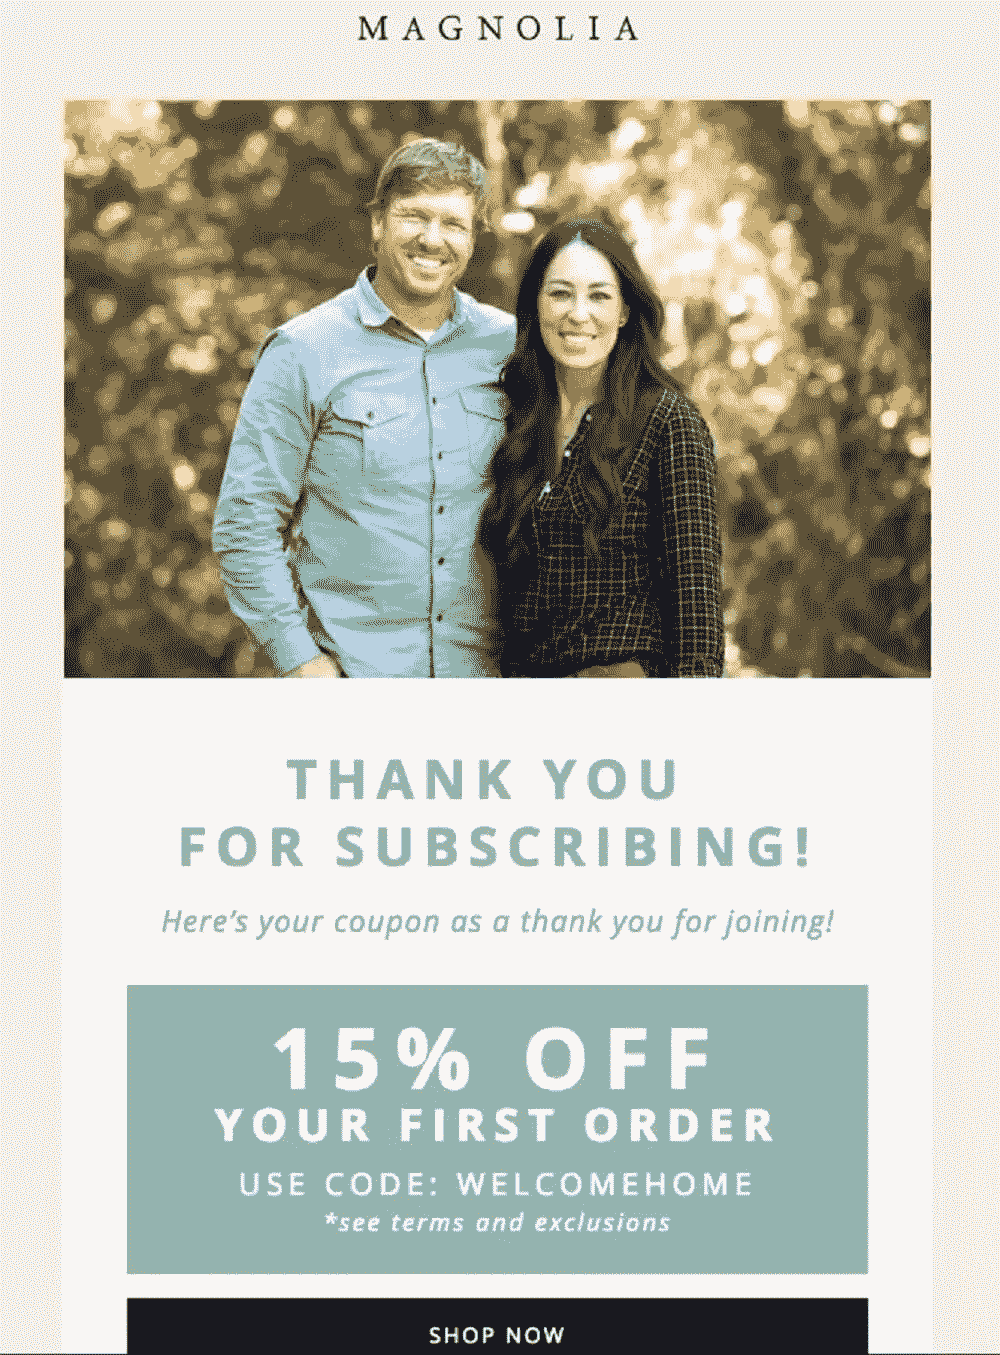 MAGNOLIA
THANK YOU
FOR SUBSCRIBING!
Here's your coupon as a thank you for joining!
15% OFF
YOUR FIRST ORDER
USE CODE: WELCOMEHOME
*see terms and exclusions
SHOP NOW